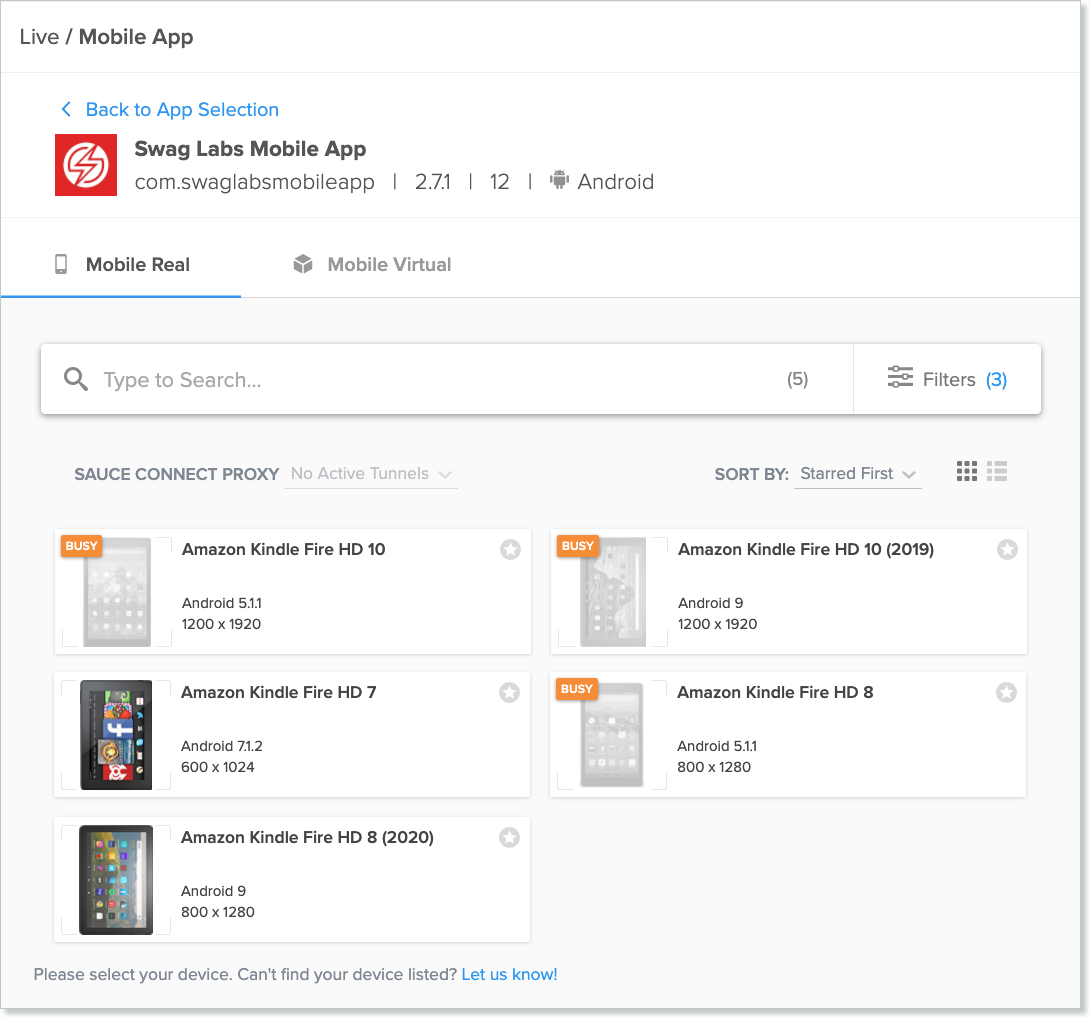 Live / Mobile App
Back to App Selection
Swag Labs Mobile App
com.swaglabsmobileapp | 2.7.1 | 12 | Android
Mobile Real
Mobile Virtual
Type to Search...
(5)
Filters (3)
SAUCE CONNECT PROXY No Active Tunnels
SORT BY: Starred First
BUSY
Amazon Kindle Fire HD 10
Android 5.1.1
1200 x 1920
BUSY
Amazon Kindle Fire HD 10 (2019)
Android 9
1200 x 1920
Amazon Kindle Fire HD 7
Android 7.1.2
600 x 1024
BUSY
Amazon Kindle Fire HD 8
Android 5.1.1
800 x 1280
Amazon Kindle Fire HD 8 (2020)
Android 9
800 x 1280
Please select your device. Can't find your device listed? Let us know!